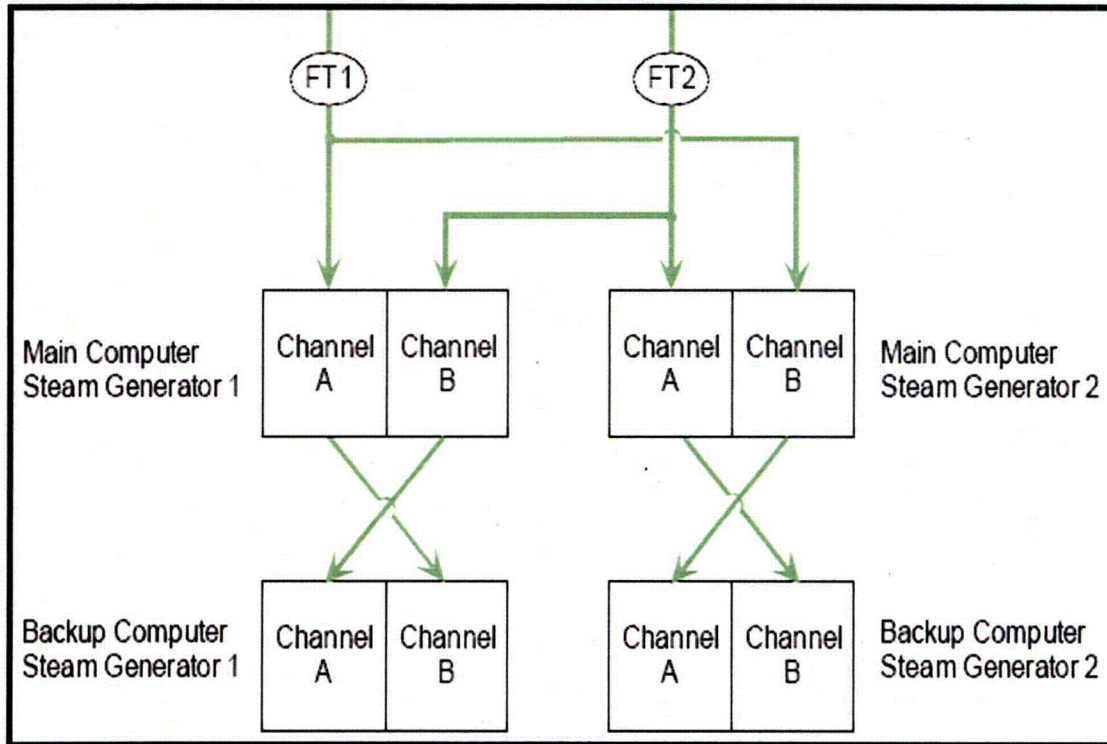 FT1
FT2
Main Computer
Steam Generator 1
Channel
A
Channel
B
Channel
A
Channel
B
Main Computer
Steam Generator 2
Backup Computer
Steam Generator 1
Channel
A
Channel
B
Channel
A
Channel
B
Backup Computer
Steam Generator 2